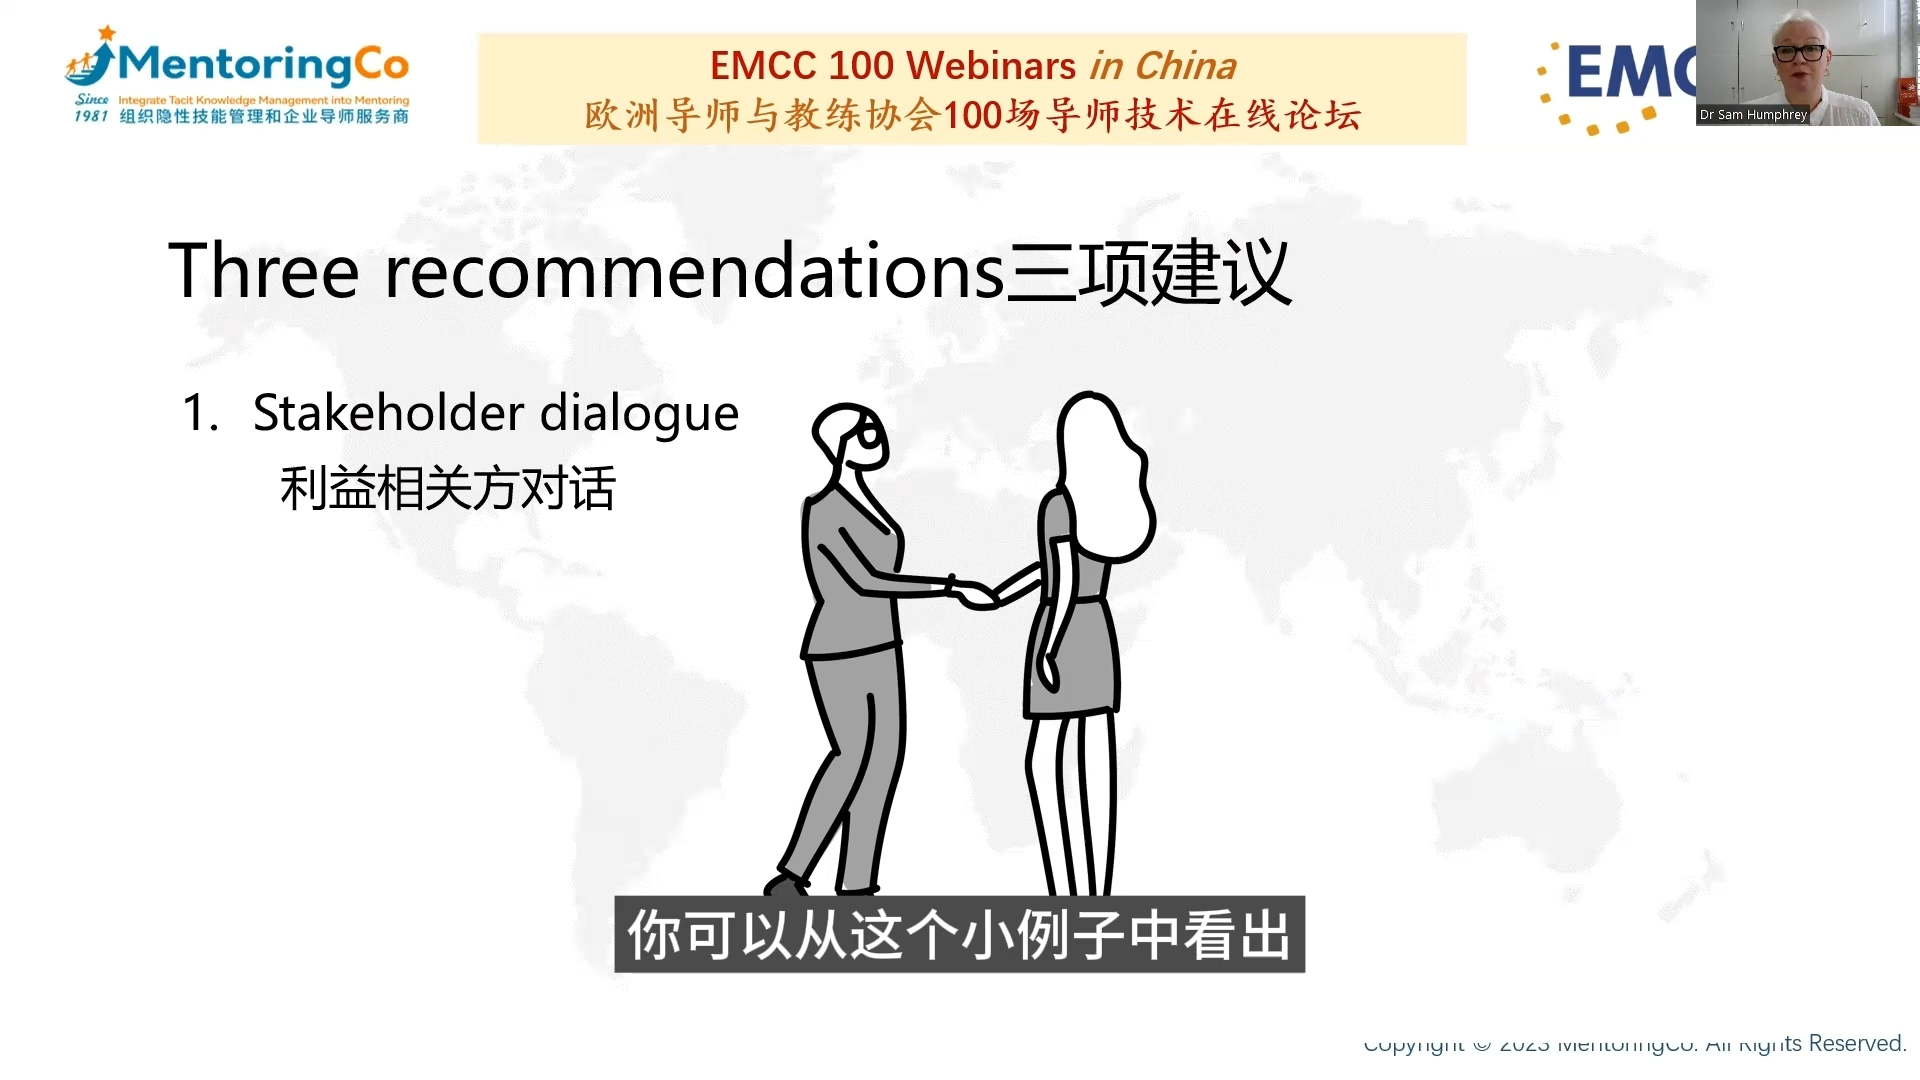 MentoringCo
Since 1981
Integrate Tacit Knowledge Management into Mentoring
组织隐性技能管理和企业导师服务商
EMCC 100 Webinars in China
欧洲导师与教练协会100场导师技术在线论坛
EMC
Dr Sam Humphrey
Three recommendations三项建议
1. Stakeholder dialogue
利益相关方对话
你可以从这个小例子中看出
Copyright © 2023 MentoringCo. All Rights Reserved.